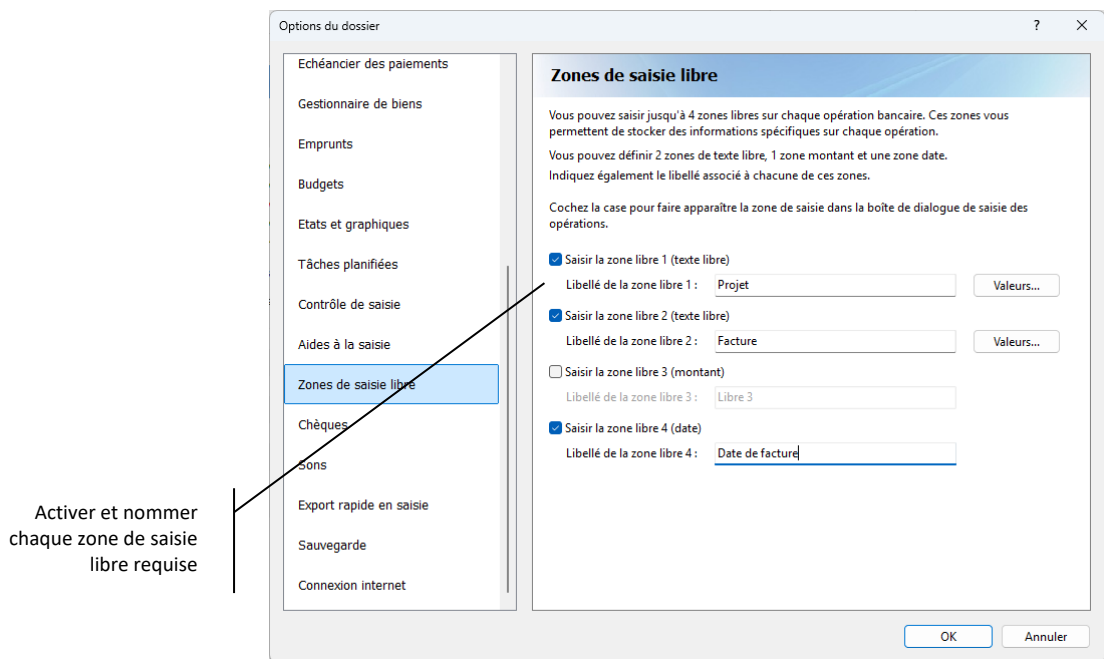 Options du dossier
?
Echéancier des paiements
Gestionnaire de biens
Emprunts
Budgets
Etats et graphiques
Tâches planifiées
Contrôle de saisie
Aides à la saisie
Zones de saisie libre
Chèques
Sons
Export rapide en saisie
Sauvegarde
Connexion internet
Zones de saisie libre
Vous pouvez saisir jusqu'à 4 zones libres sur chaque opération bancaire. Ces zones vous
permettent de stocker des informations spécifiques sur chaque opération.
Vous pouvez définir 2 zones de texte libre, 1 zone montant et une zone date.
Indiquez également le libellé associé à chacune de ces zones.
Cochez la case pour faire apparaître la zone de saisie dans la boîte de dialogue de saisie des
opérations.
Saisir la zone libre 1 (texte libre)
Libellé de la zone libre 1 : Projet Valeurs...
Saisir la zone libre 2 (texte libre)
Libellé de la zone libre 2 : Facture Valeurs...
Saisir la zone libre 3 (montant)
Libellé de la zone libre 3 : Libre 3
Saisir la zone libre 4 (date)
Libellé de la zone libre 4 : Date de facture
Activer et nommer
chaque zone de saisie
libre requise
OK Annuler